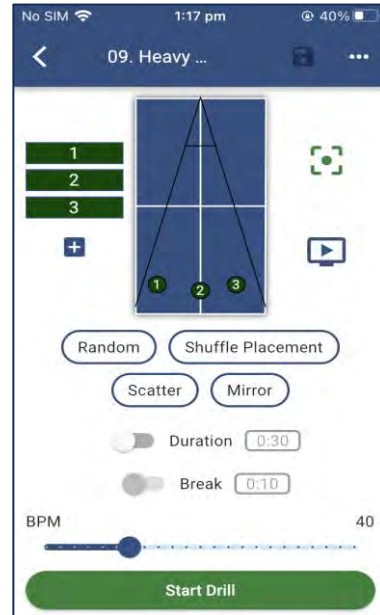 No SIM 1:17 pm 40%
09. Heavy ...
1
2
3
1 2 3
Random Shuffle Placement
Scatter Mirror
Duration 0:30
Break 0:10
BPM 40
Start Drill